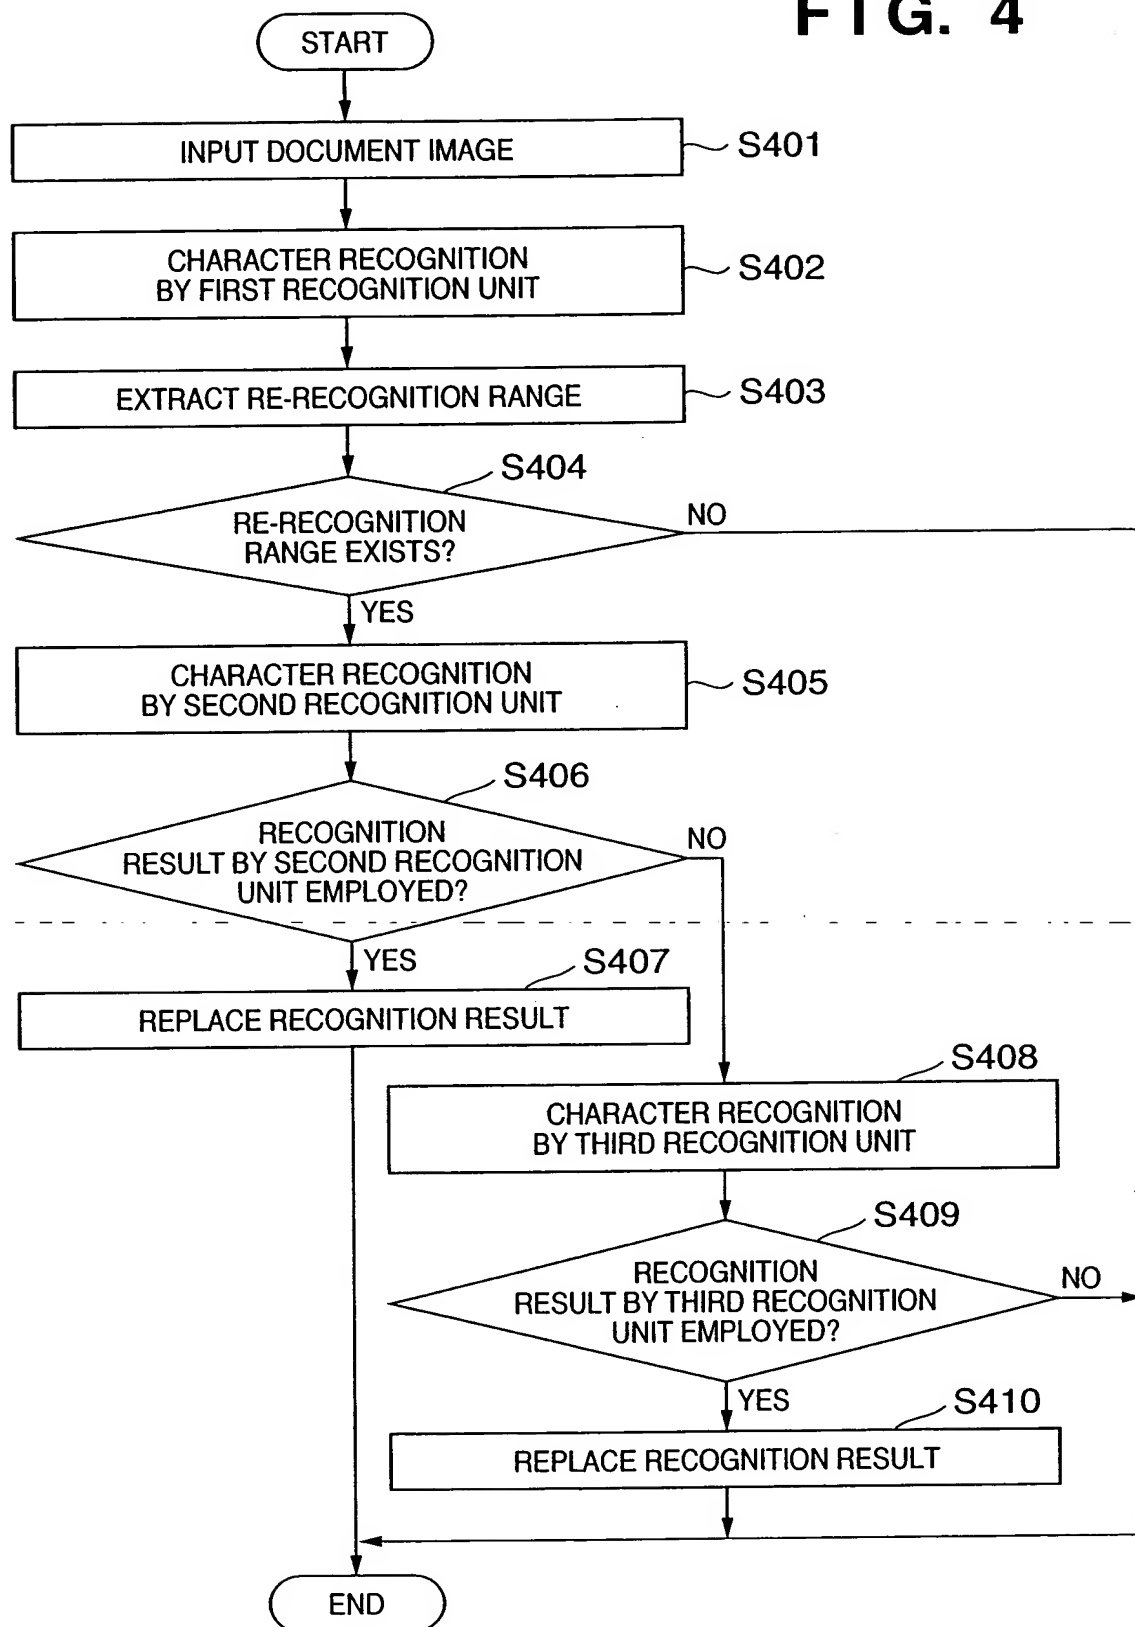 FIG. 4
START
INPUT DOCUMENT IMAGE
S401
CHARACTER RECOGNITION
BY FIRST RECOGNITION UNIT
S402
EXTRACT RE-RECOGNITION RANGE
S403
S404
RE-RECOGNITION
RANGE EXISTS?
NO
YES
CHARACTER RECOGNITION
BY SECOND RECOGNITION UNIT
S405
S406
RECOGNITION
RESULT BY SECOND RECOGNITION
UNIT EMPLOYED?
NO
YES
S407
REPLACE RECOGNITION RESULT
S408
CHARACTER RECOGNITION
BY THIRD RECOGNITION UNIT
S409
RECOGNITION
RESULT BY THIRD RECOGNITION
UNIT EMPLOYED?
NO
YES
S410
REPLACE RECOGNITION RESULT
END